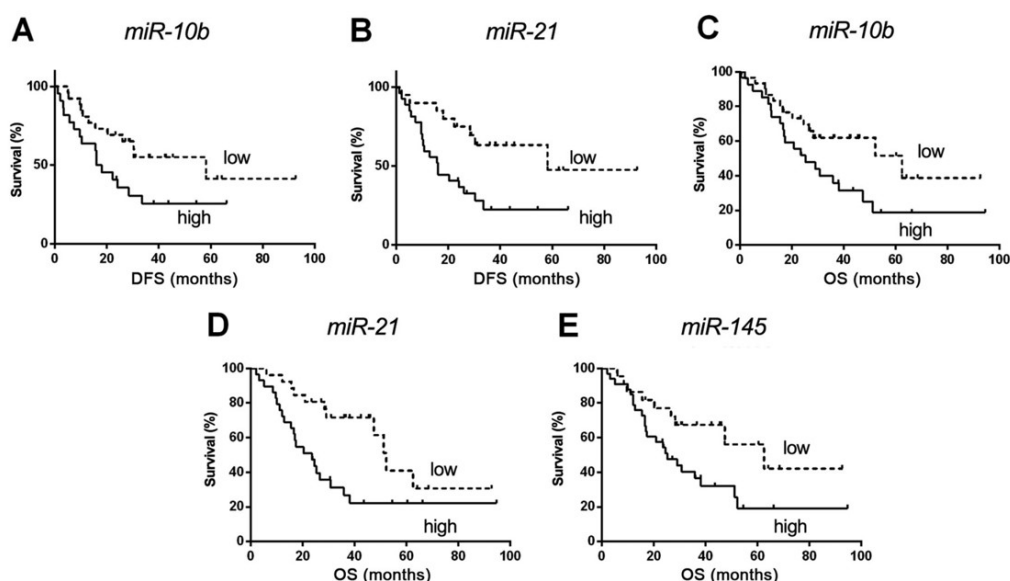 A
miR-10b
Survival (%)
100
50
0
low
high
0 20 40 60 80 100
DFS (months)
B
miR-21
Survival (%)
100
50
0
low
high
0 20 40 60 80 100
DFS (months)
C
miR-10b
Survival (%)
100
80
60
40
20
0
low
high
0 20 40 60 80 100
OS (months)
D
miR-21
Survival (%)
100
80
60
40
20
0
low
high
0 20 40 60 80 100
OS (months)
E
miR-145
Survival (%)
100
80
60
40
20
0
low
high
0 20 40 60 80 100
OS (months)